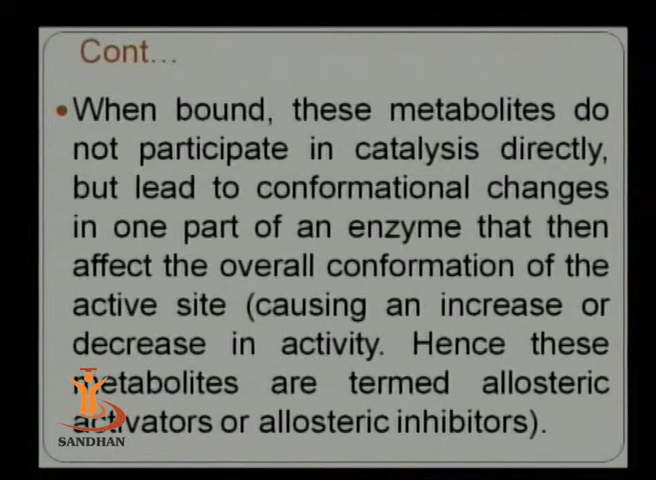 Cont...
•When bound, these metabolites do
not participate in catalysis directly,
but lead to conformational changes
in one part of an enzyme that then
affect the overall conformation of the
active site (causing an increase or
decrease in activity. Hence these
metabolites are termed allosteric
activators or allosteric inhibitors).
SANDHAN